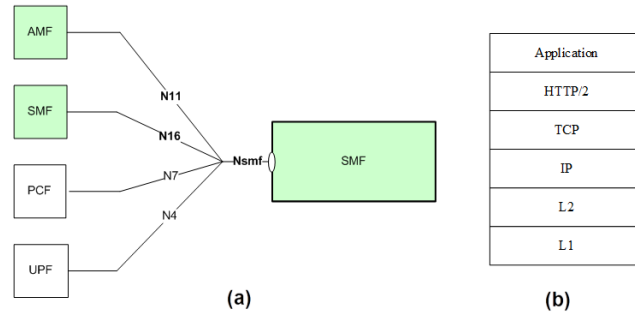 AMF
N11
SMF
N16
Nsmf
SMF
PCF
N7
N4
UPF
(a)
Application
HTTP/2
TCP
IP
L2
L1
(b)